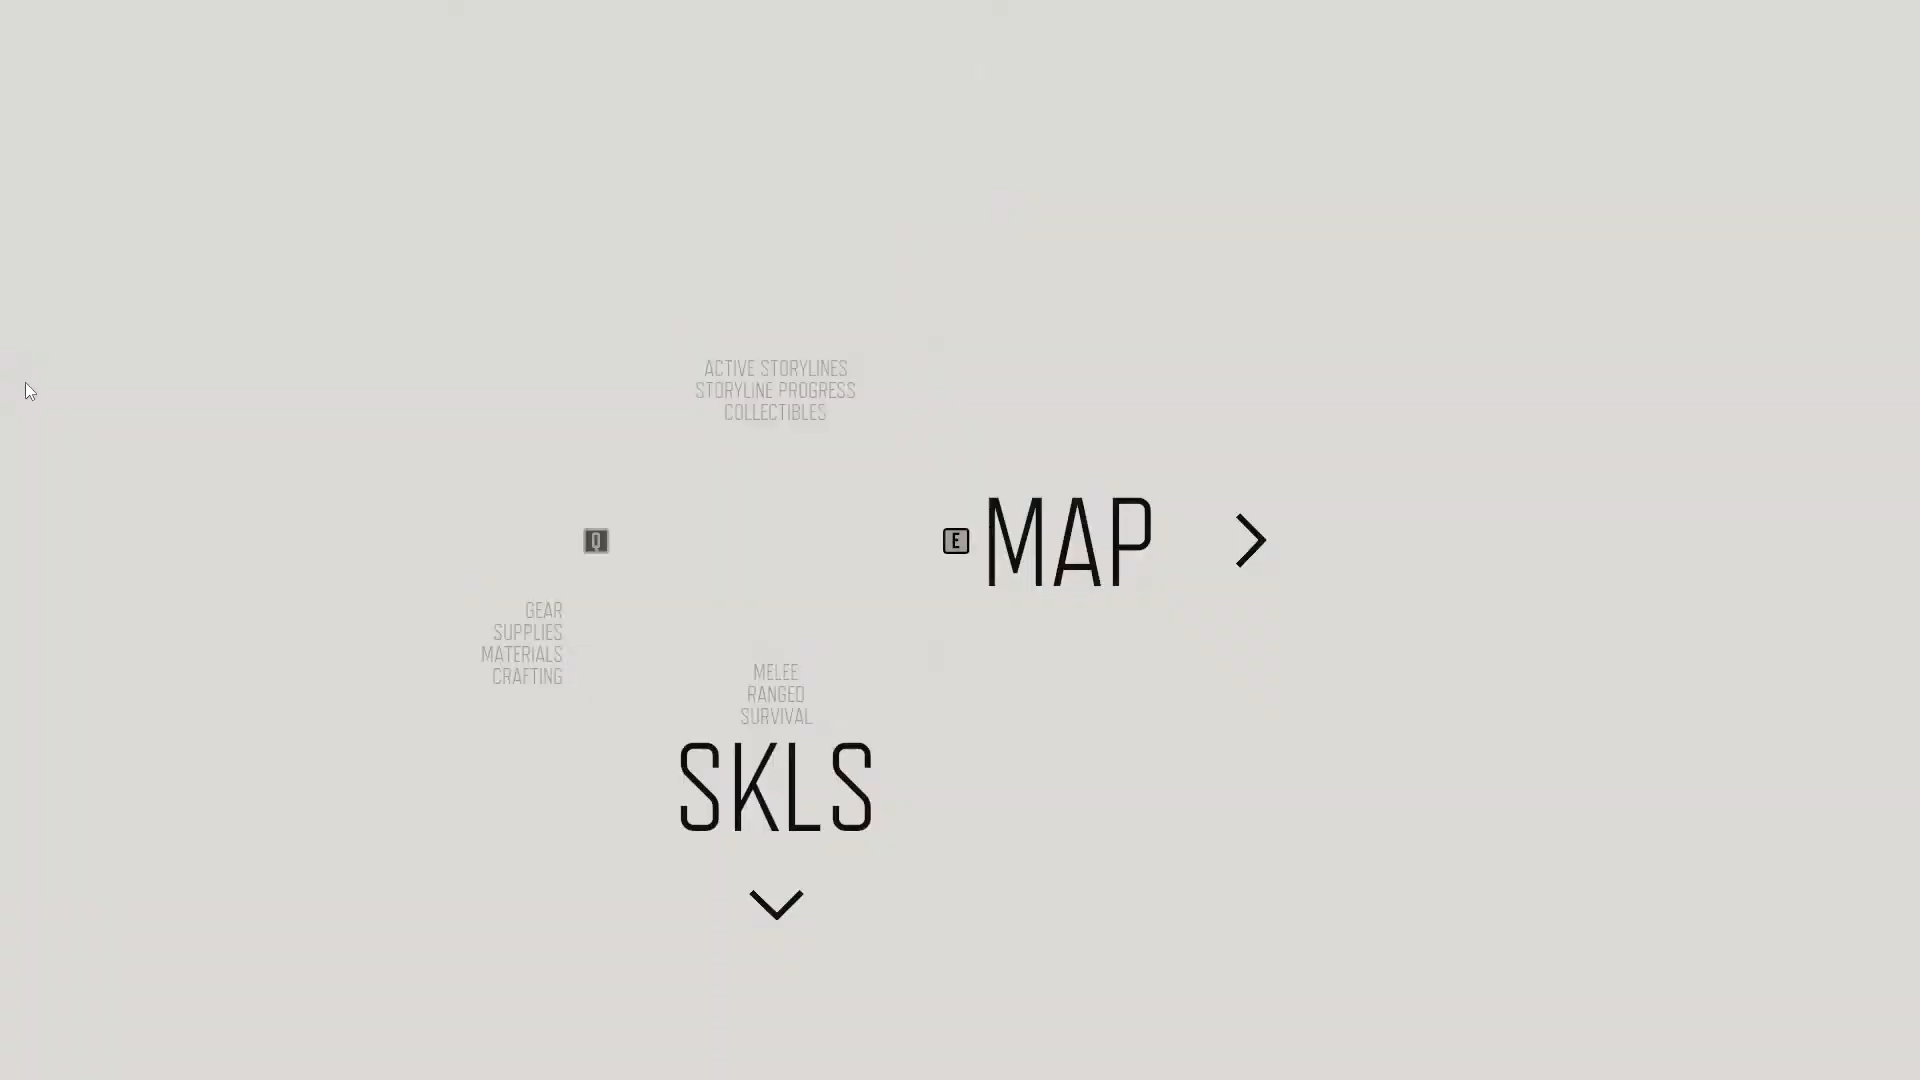 ACTIVE STORYLINES
STORYLINE PROGRESS
COLLECTIBLES
Q
E MAP
GEAR
SUPPLIES
MATERIALS
CRAFTING
MELEE
RANGED
SURVIVAL
SKLS